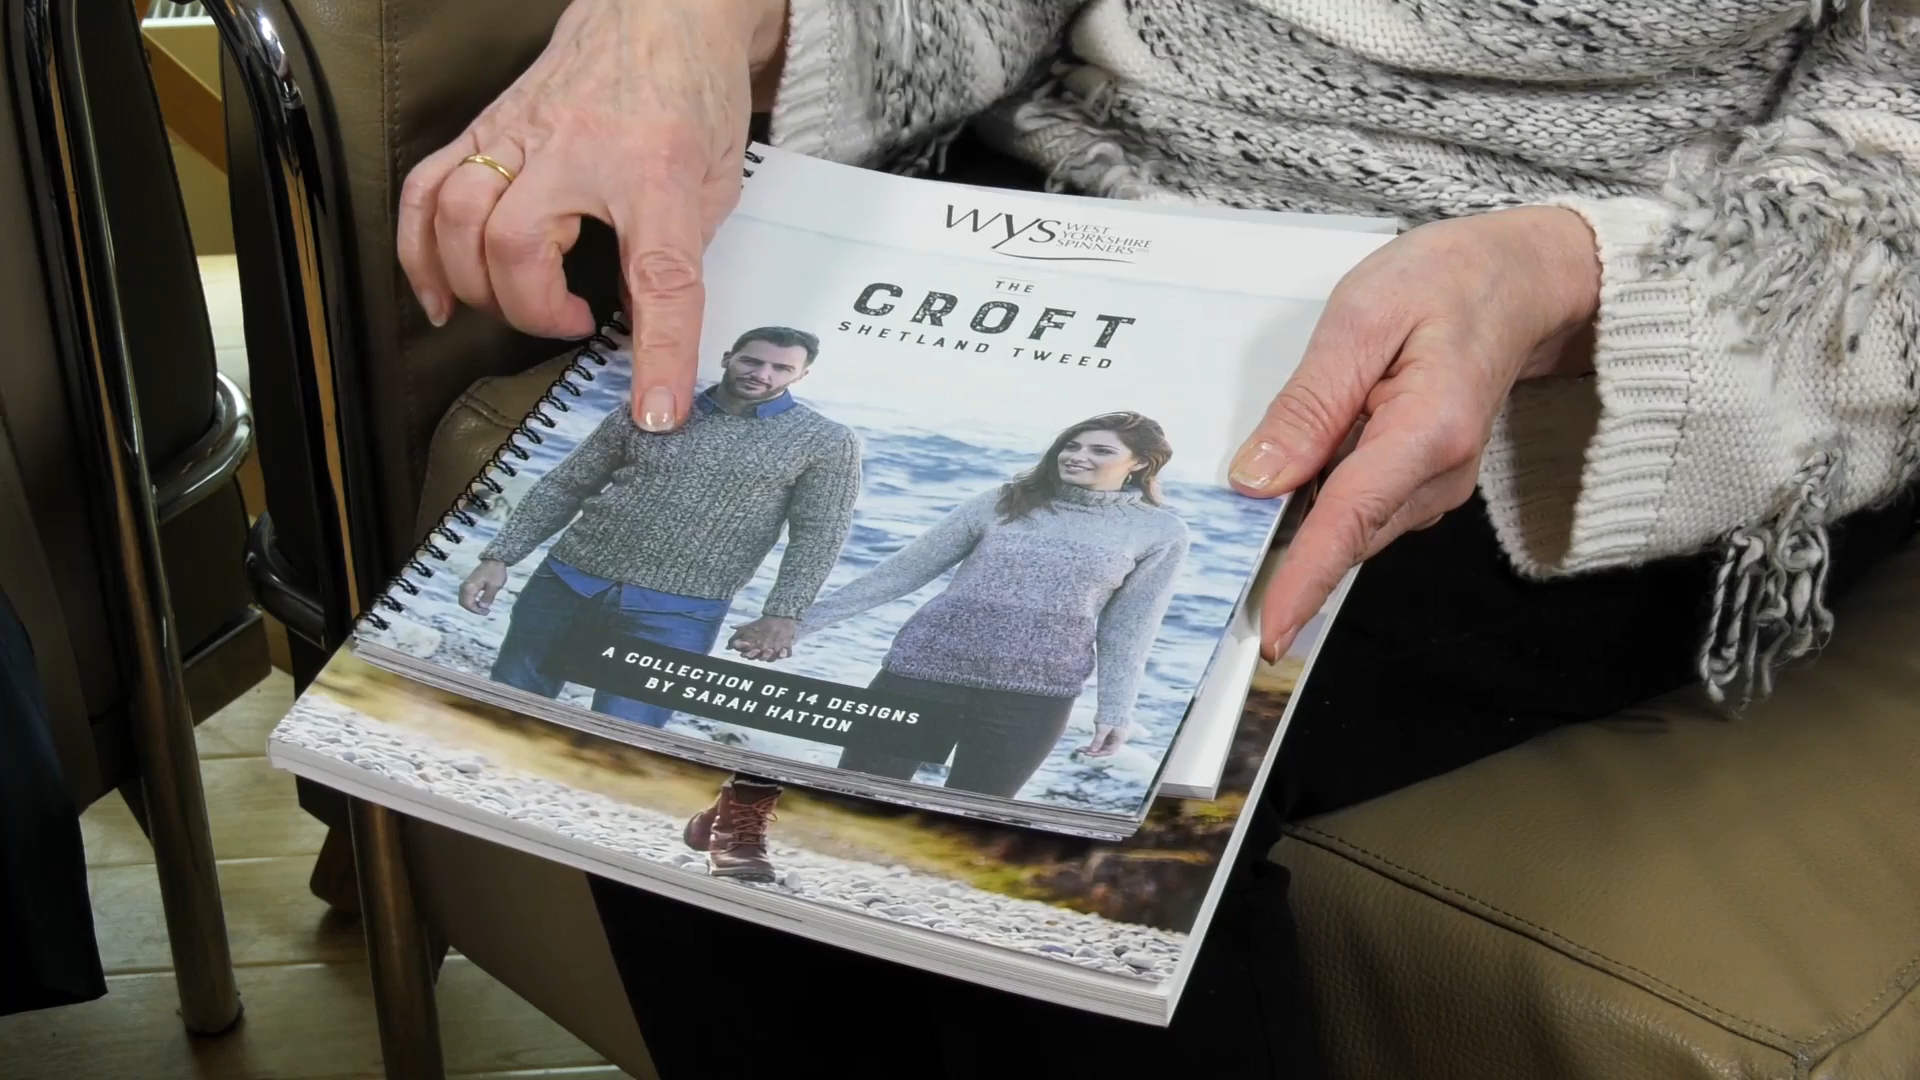 WYS WEST
YORKSHIRE
SPINNERS
THE
CROFT
SHETLAND TWEED
A COLLECTION OF 14 DESIGNS
BY SARAH HATTON